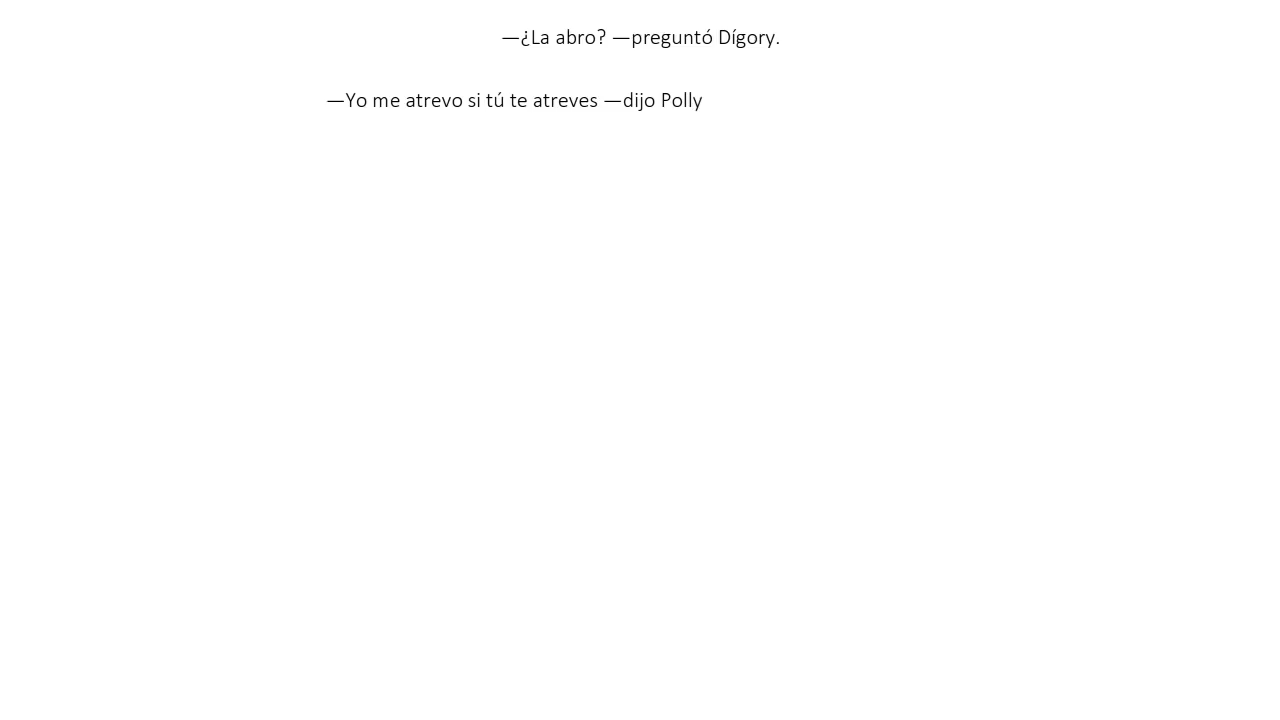 —¿La abro? —preguntó Dígory.
—Yo me atrevo si tú te atreves —dijo Polly